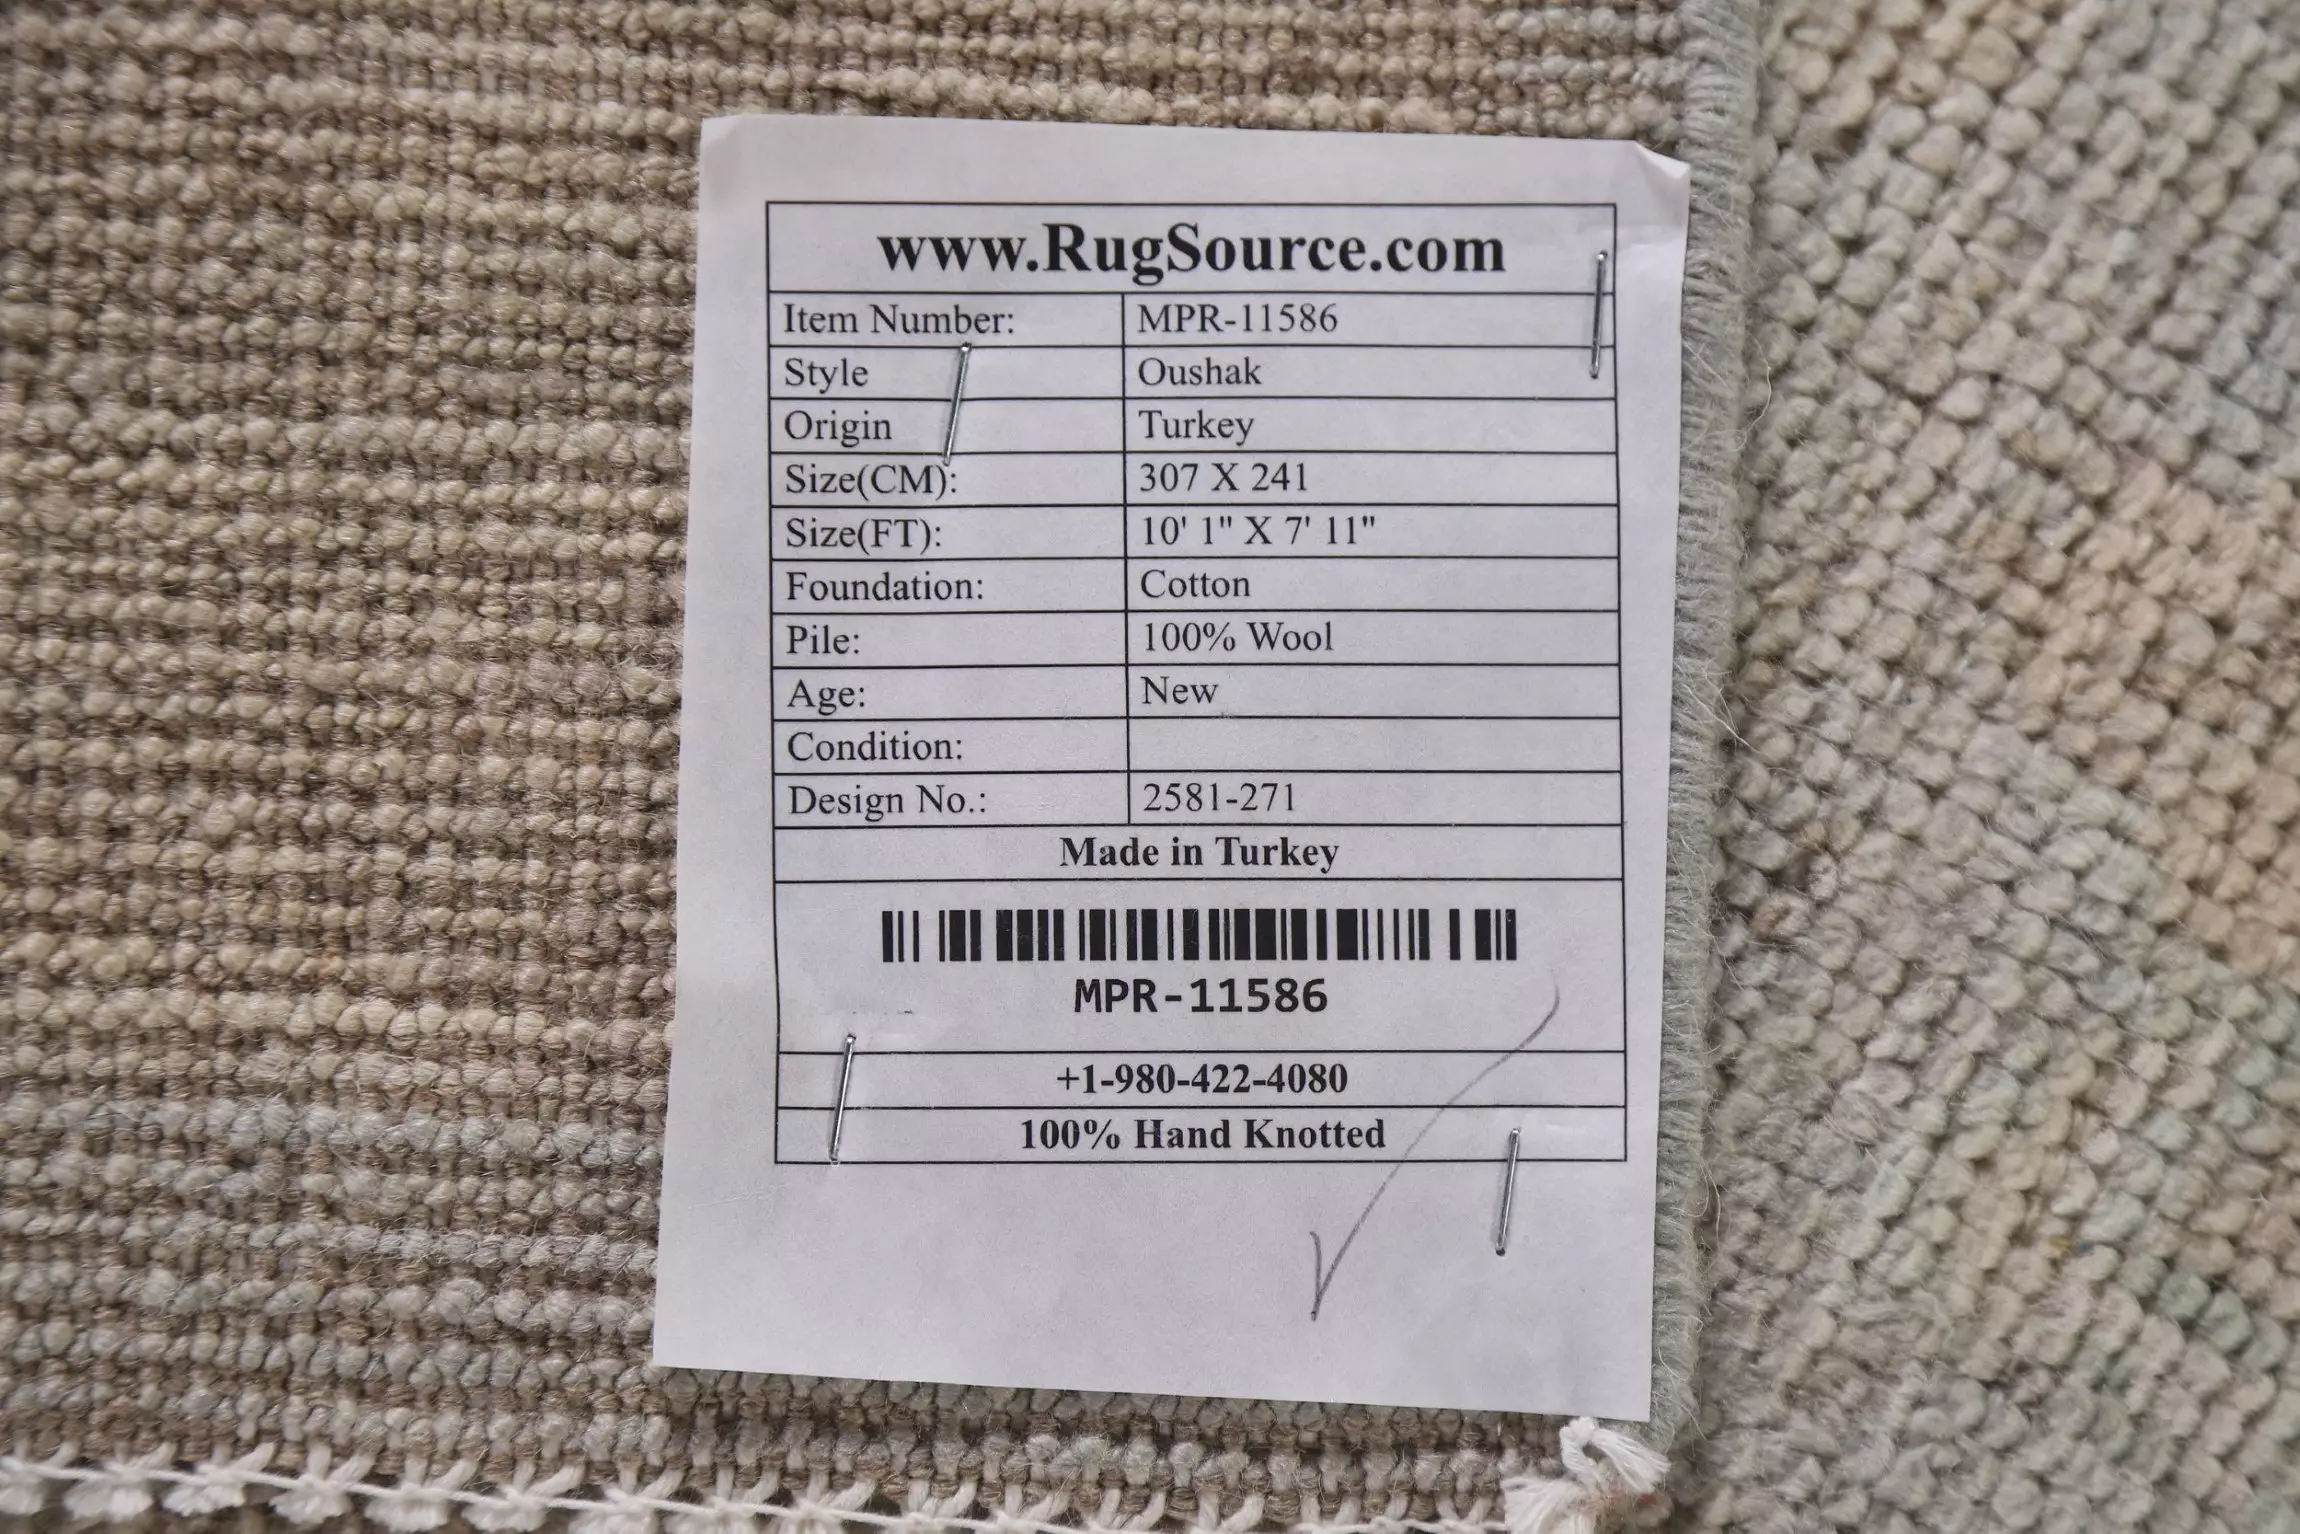 www.RugSource.com
Item Number: MPR-11586
Style Oushak
Origin Turkey
Size(CM): 307 X 241
Size(FT): 10' 1" X 7' 11"
Foundation: Cotton
Pile: 100% Wool
Age: New
Condition:
Design No.: 2581-271
Made in Turkey
MPR-11586
+1-980-422-4080
100% Hand Knotted